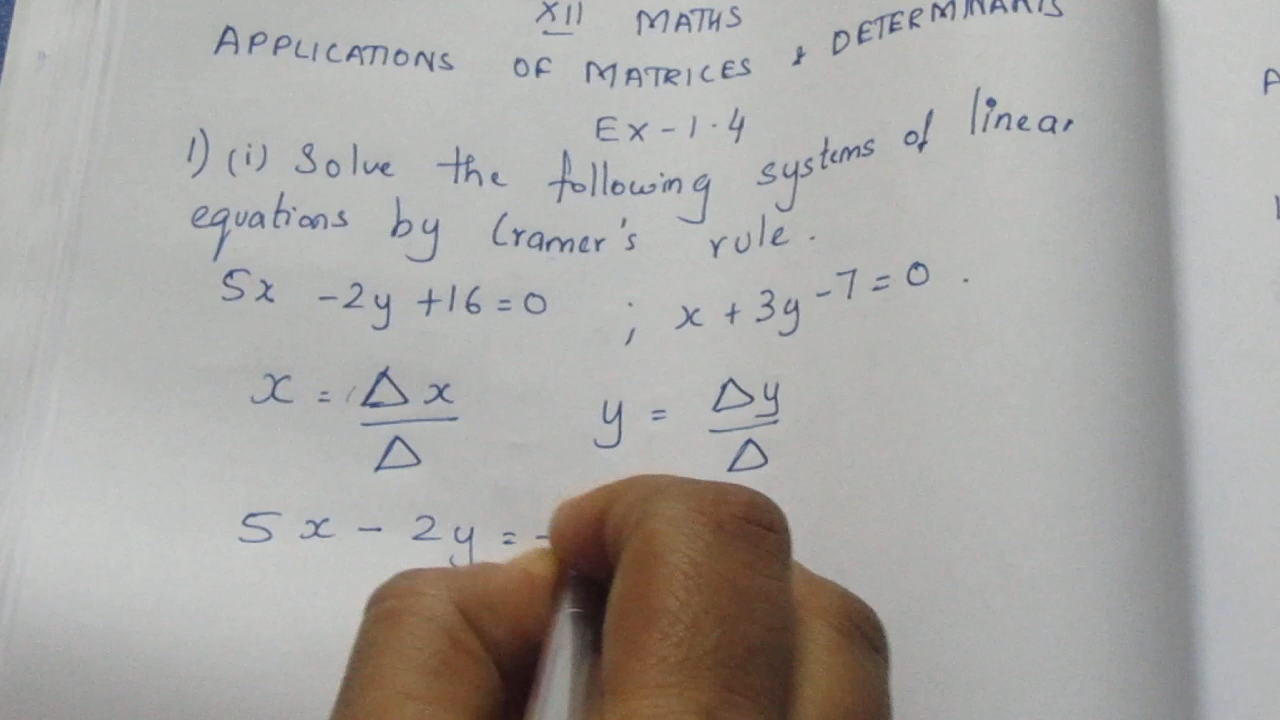 XII MATHS
APPLICATIONS OF MATRICES & DETERMINANTS
Ex-1.4
1) (i) Solve the following systems of linear
equations by Cramer's rule.
5x -2y +16=0 ; x + 3y -7=0.
x = Δx/Δ y = Δy/Δ
5x - 2y = -